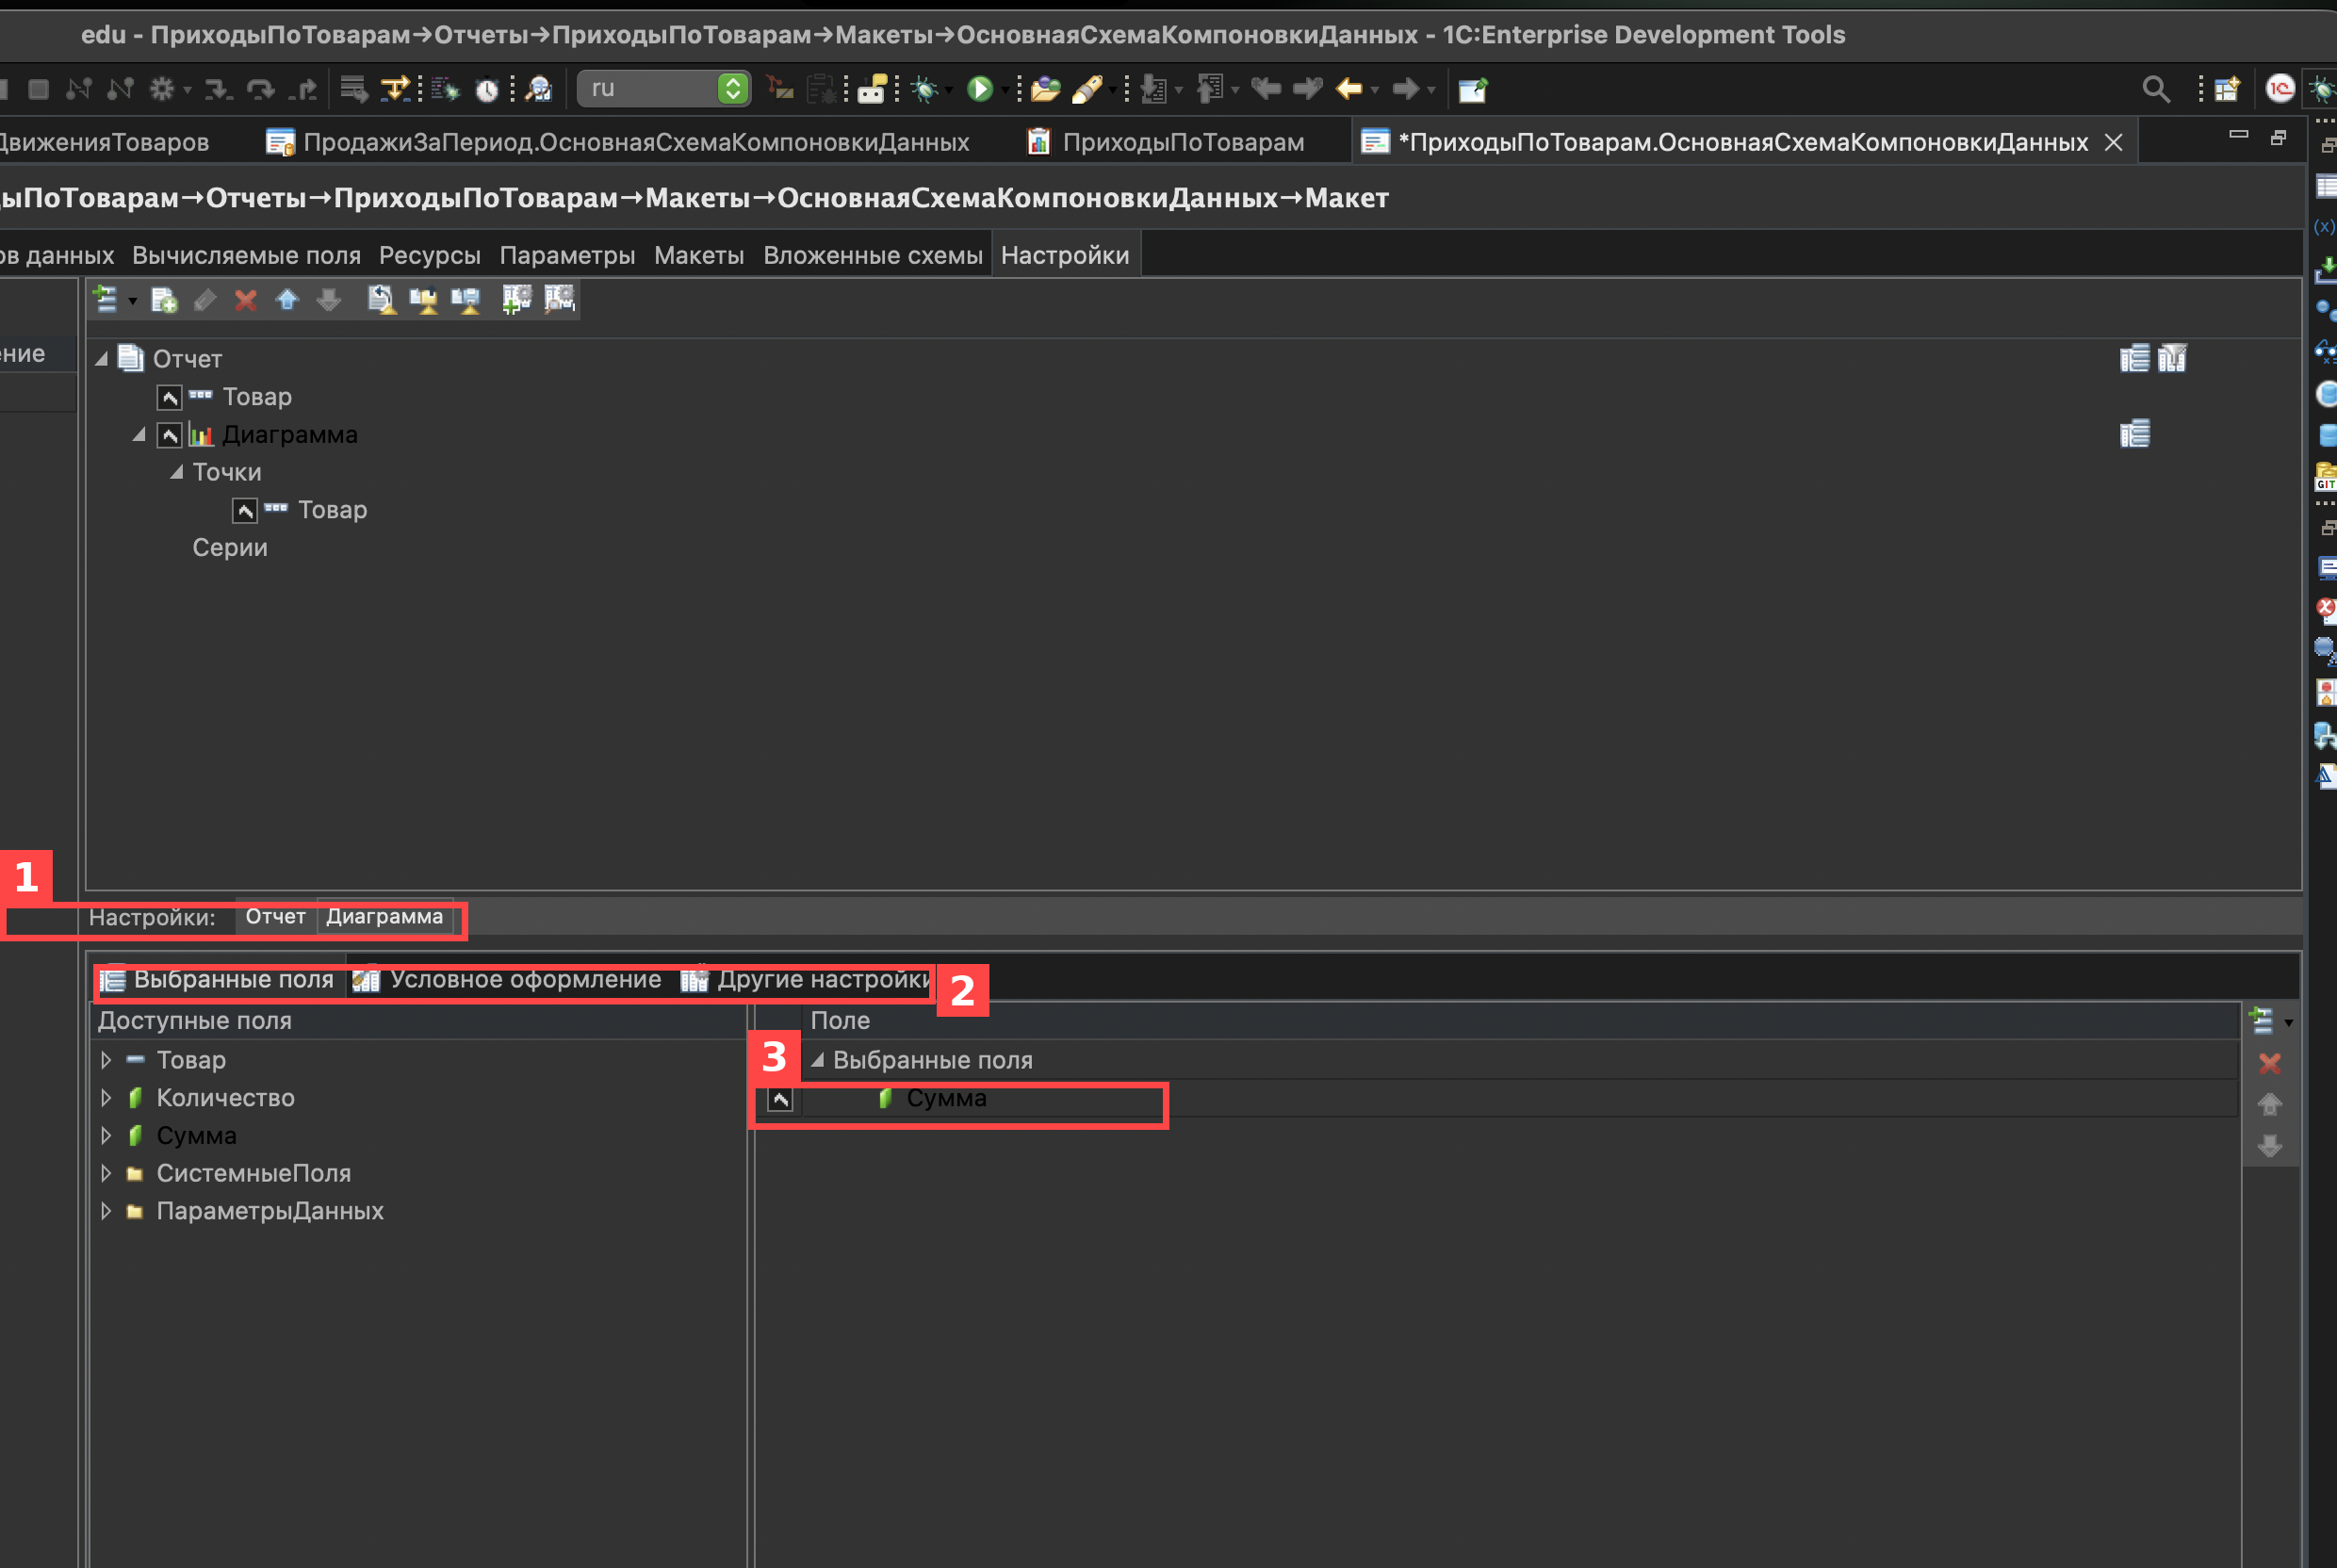 edu - ПриходыПоТоварам→Отчеты→ПриходыПоТоварам→Макеты→ОсновнаяСхемаКомпоновкиДанных - 1C:Enterprise Development Tools
ru
1C
ДвиженияТоваров
ПродажиЗаПериод.ОсновнаяСхемаКомпоновкиДанных
ПриходыПоТоварам
*ПриходыПоТоварам.ОсновнаяСхемаКомпоновкиДанных
ыПоТоварам→Отчеты→ПриходыПоТоварам→Макеты→ОсновнаяСхемаКомпоновкиДанных→Макет
ов данных Вычисляемые поля Ресурсы Параметры Макеты Вложенные схемы Настройки
ение
Отчет
Товар
Диаграмма
Точки
Товар
Серии
(x)
GIT
1
Настройки: Отчет Диаграмма
Выбранные поля Условное оформление Другие настройки
2
Доступные поля
Товар
Количество
Сумма
СистемныеПоля
ПараметрыДанных
Поле
3
Выбранные поля
Сумма